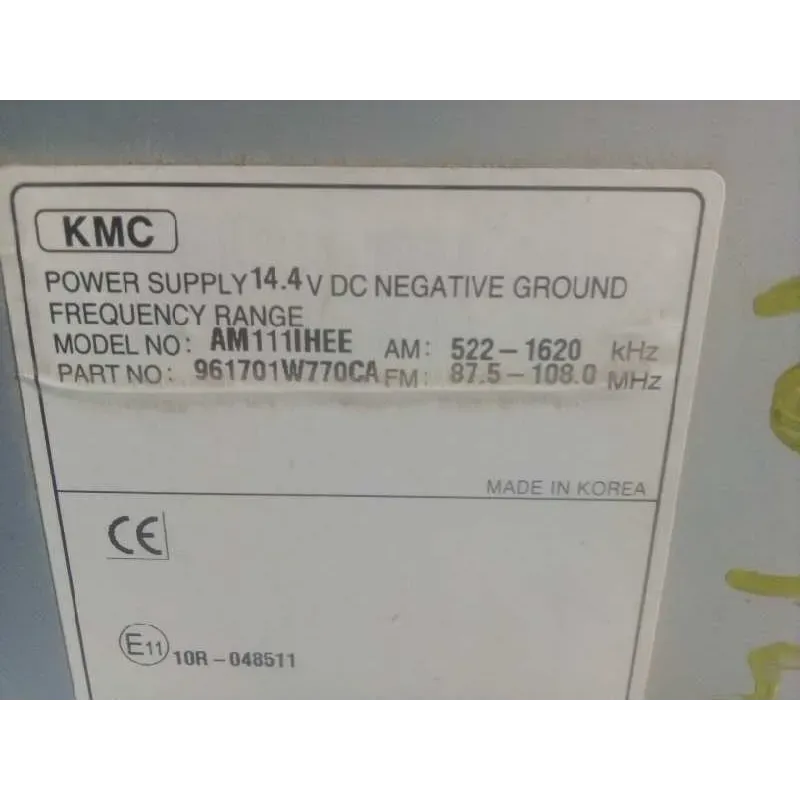 KMC
POWER SUPPLY 14.4 V DC NEGATIVE GROUND
FREQUENCY RANGE
MODEL NO: AM111IHEE AM: 522-1620 kHz
PART NO: 961701W770CA FM: 87.5-108.0 MHz
MADE IN KOREA
CE
E11 10R-048511